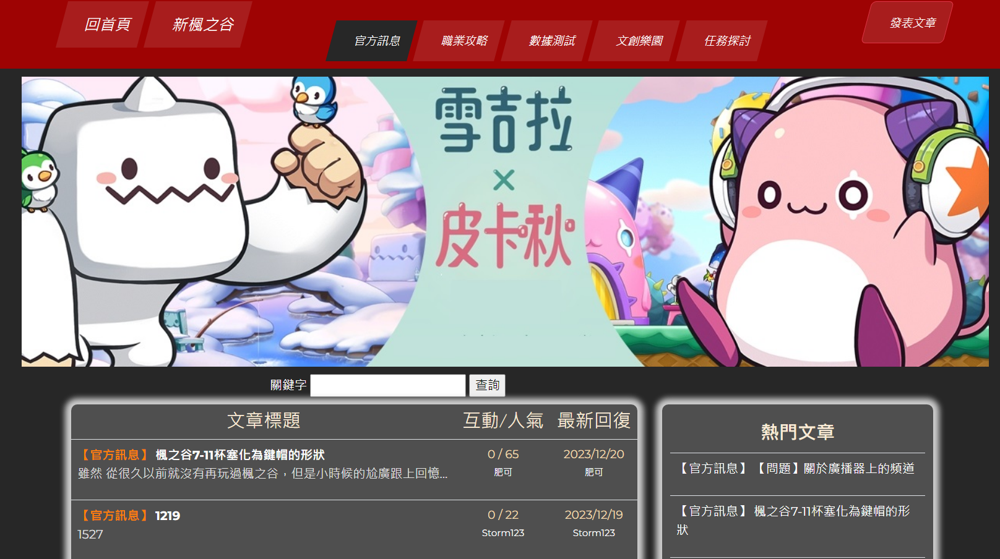 回首頁
新楓之谷
官方訊息
職業攻略
數據測試
文創樂園
任務探討
發表文章
雪吉拉
×
皮卡啾
關鍵字
查詢
文章標題
互動/人氣
最新回復
【官方訊息】 楓之谷7-11杯塞化為鍵帽的形狀
雖然 從很久以前就沒有再玩過楓之谷，但是小時候的尬廣跟上回憶...
0 / 65
肥可
2023/12/20
肥可
【官方訊息】 1219
1527
0 / 22
Storm123
2023/12/19
Storm123
熱門文章
【官方訊息】【問題】關於廣播器上的頻道
【官方訊息】 楓之谷7-11杯塞化為鍵帽的形
狀